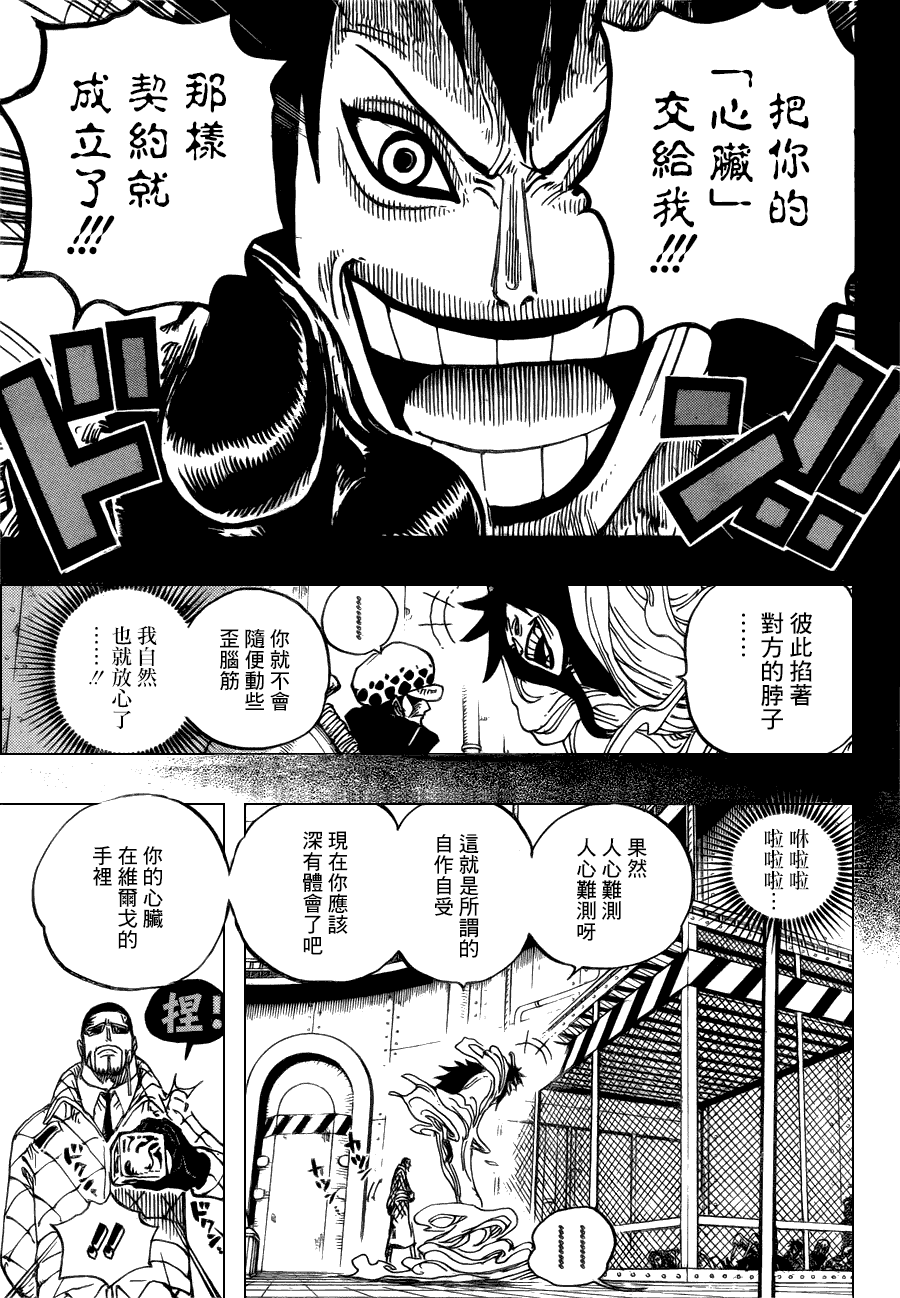 把你的
「心臟」
交給我!!!
那樣
契約就
成立了!!!
ドドン!!
彼此掐著
對方的脖子
……
………
你就不會
隨便動些
歪腦筋
我自然
也就放心了
……!!
咻啦啦
啦啦啦…
果然
人心難測
人心難測呀
這就是所謂的
自作自受
現在你應該
深有體會了吧
………
………
你的心臟
在維爾戈的
手裡
捏!
!!